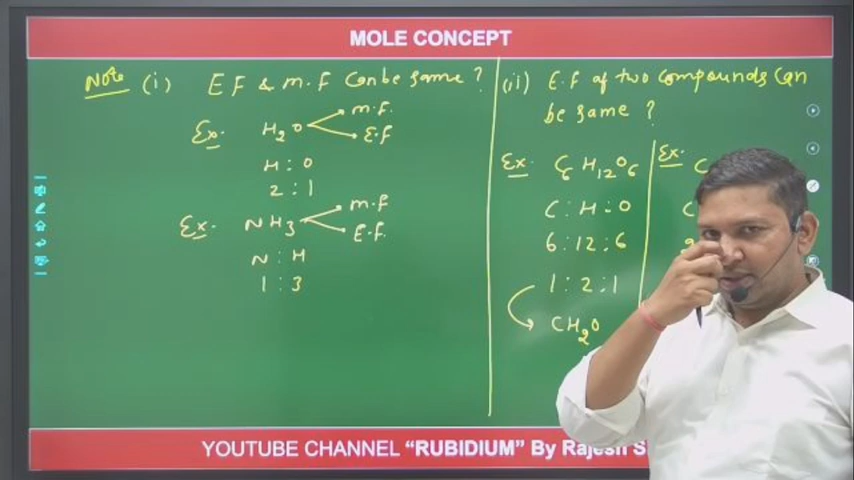 MOLE CONCEPT
Note (i) EF & M.F Can be same?
Ex. H2O
M.F.
E.F
H : O
2 : 1
Ex. NH3
M.F
E.F.
N : H
1 : 3
(ii) E.F of two compounds can
be same ?
Ex. C6H12O6
C : H : O
6 : 12 : 6
1 : 2 : 1
CH2O
Ex. C
C
YOUTUBE CHANNEL “RUBIDIUM” By Rajesh S